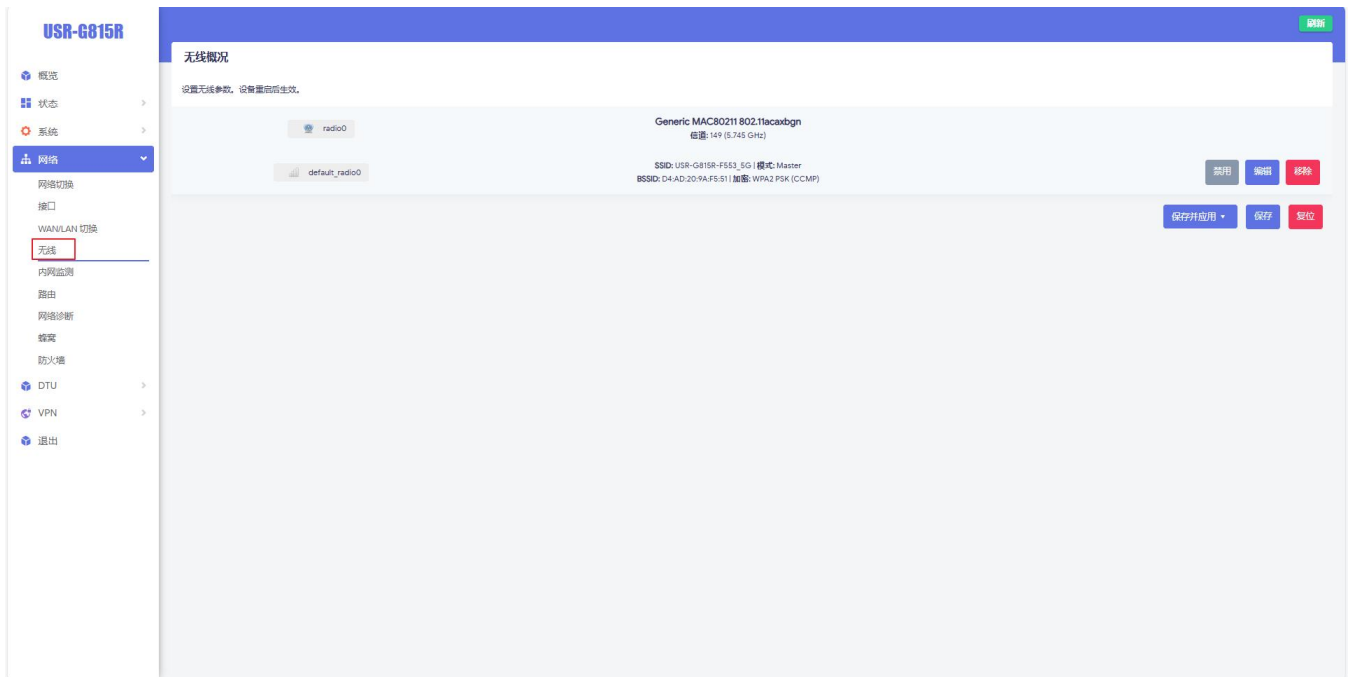 USR-G815R
刷新
无线概况
概览
设置无线参数。设备重启后生效。
状态
系统
radio0
Generic MAC80211 802.11acaxbgn
信道: 149 (5.745 GHz)
网络
default_radio0
SSID: USR-G815R-F553_5G | 模式: Master
BSSID: D4:AD:20:9A:F5:51 | 加密: WPA2 PSK (CCMP)
禁用 编辑 移除
网络切换
接口
保存并应用 保存 复位
WAN/LAN 切换
无线
内网监测
路由
网络诊断
蜂窝
防火墙
DTU
VPN
退出